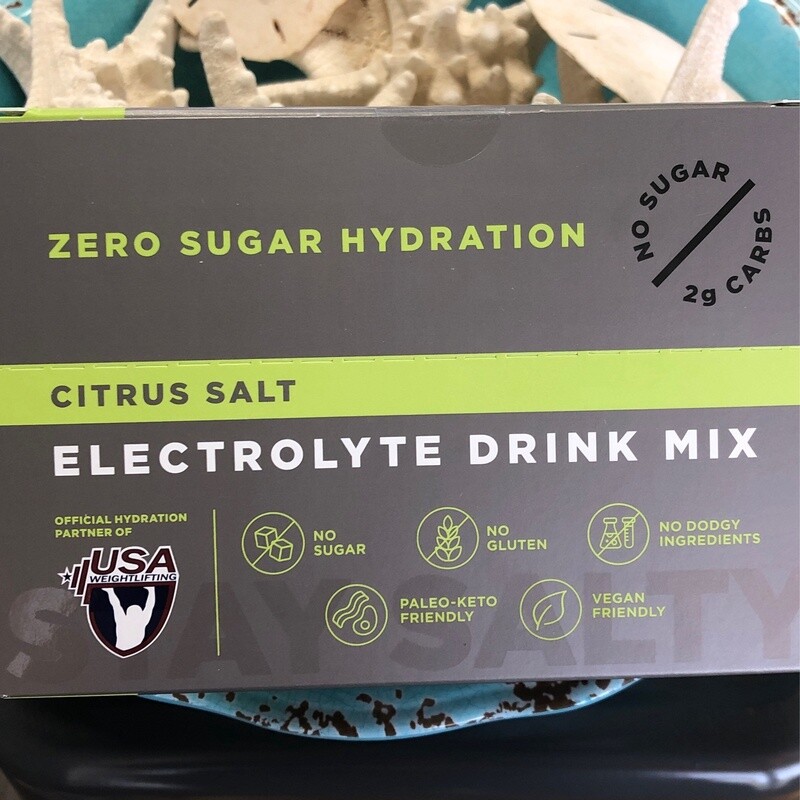 ZERO SUGAR HYDRATION
NO SUGAR
2g CARBS
CITRUS SALT
ELECTROLYTE DRINK MIX
OFFICIAL HYDRATION
PARTNER OF
USA
WEIGHTLIFTING
NO
SUGAR
NO
GLUTEN
NO DODGY
INGREDIENTS
PALEO-KETO
FRIENDLY
VEGAN
FRIENDLY
STAY SALTY